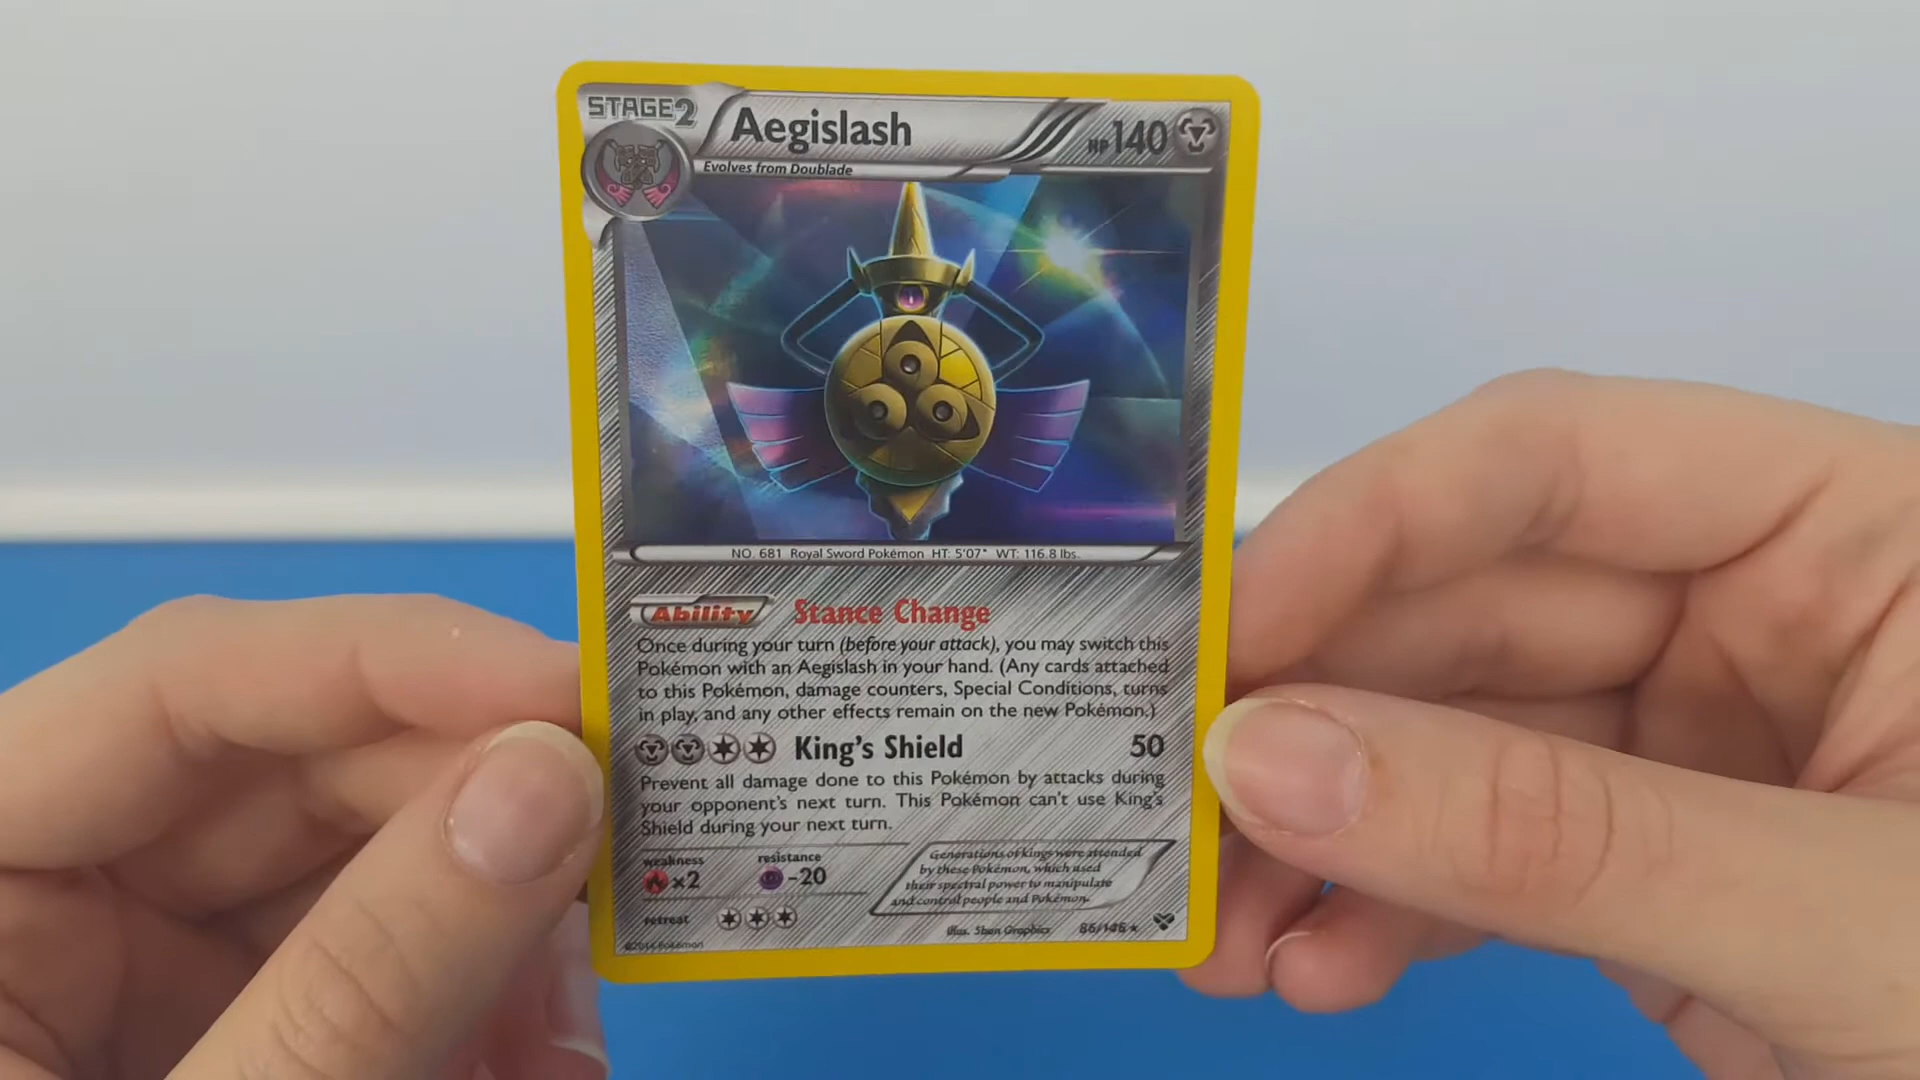 STAGE2
Aegislash
HP140
Evolves from Doublade
NO. 681 Royal Sword Pokémon HT: 5'07" WT: 116.8 lbs.
Ability Stance Change
Once during your turn (before your attack), you may switch this
Pokémon with an Aegislash in your hand. (Any cards attached
to this Pokémon, damage counters, Special Conditions, turns
in play, and any other effects remain on the new Pokémon.)
King's Shield 50
Prevent all damage done to this Pokémon by attacks during
your opponent's next turn. This Pokémon can't use King's
Shield during your next turn.
weakness
×2
resistance
-20
retreat
Generations of kings were attended
by these Pokémon, which used
their spectral power to manipulate
and control people and Pokémon.
Illus. 5ban Graphics 86/146
©2014 Pokémon